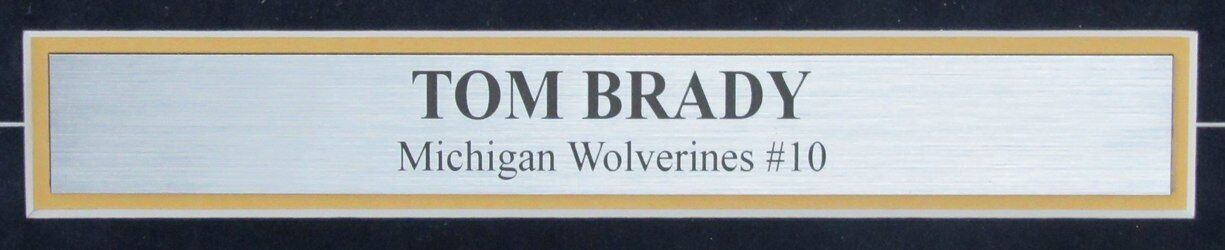 TOM BRADY
Michigan Wolverines #10